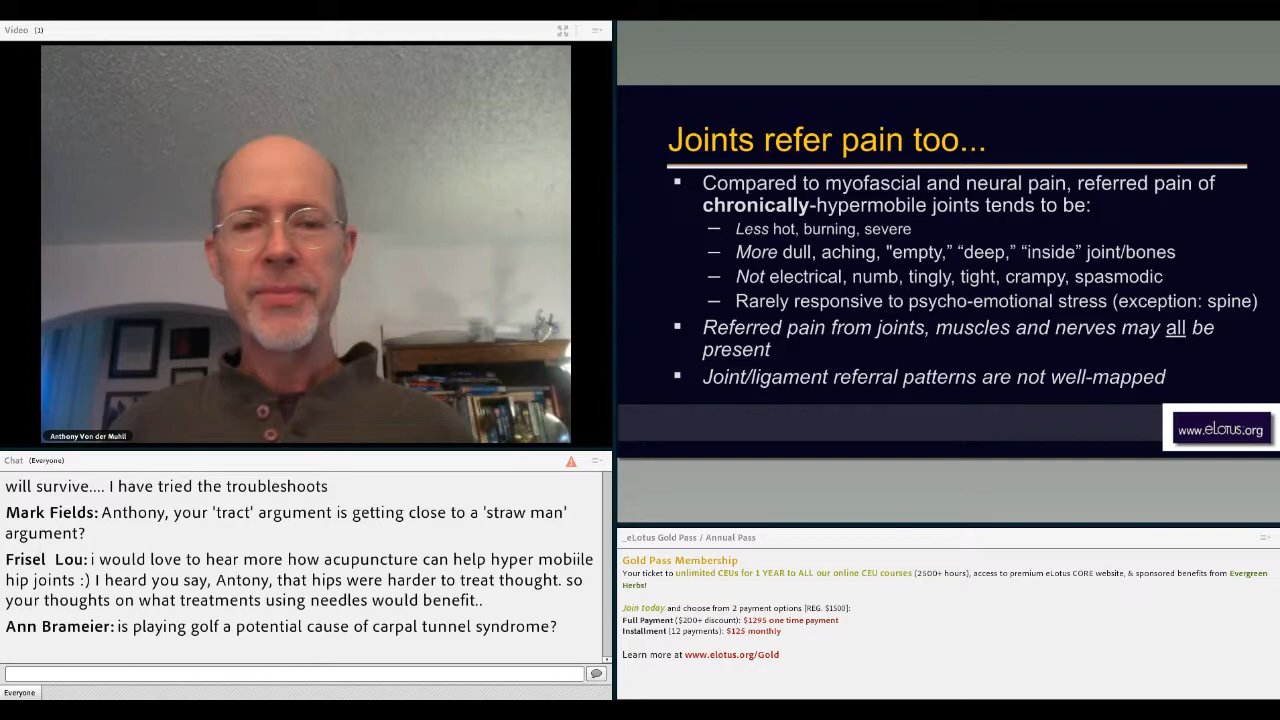 Video (1)
Anthony Von der Muhll
Chat (Everyone)
will survive.... I have tried the troubleshoots
Mark Fields: Anthony, your 'tract' argument is getting close to a 'straw man'
argument?
Frisel Lou: i would love to hear more how acupuncture can help hyper mobiile
hip joints :) I heard you say, Antony, that hips were harder to treat thought. so
your thoughts on what treatments using needles would benefit..
Ann Brameier: is playing golf a potential cause of carpal tunnel syndrome?
Everyone
Joints refer pain too...
▪ Compared to myofascial and neural pain, referred pain of
chronically-hypermobile joints tends to be:
– Less hot, burning, severe
– More dull, aching, "empty," “deep,” “inside” joint/bones
– Not electrical, numb, tingly, tight, crampy, spasmodic
– Rarely responsive to psycho-emotional stress (exception: spine)
▪ Referred pain from joints, muscles and nerves may all be
present
▪ Joint/ligament referral patterns are not well-mapped
www.eLotus.org
_eLotus Gold Pass / Annual Pass
Gold Pass Membership
Your ticket to unlimited CEUs for 1 YEAR to ALL our online CEU courses (2500+ hours), access to premium eLotus CORE website, & sponsored benefits from Evergreen
Herbs!
Join today and choose from 2 payment options [REG. $1500]:
Full Payment ($200+ discount): $1295 one time payment
Installment (12 payments): $125 monthly
Learn more at www.elotus.org/Gold